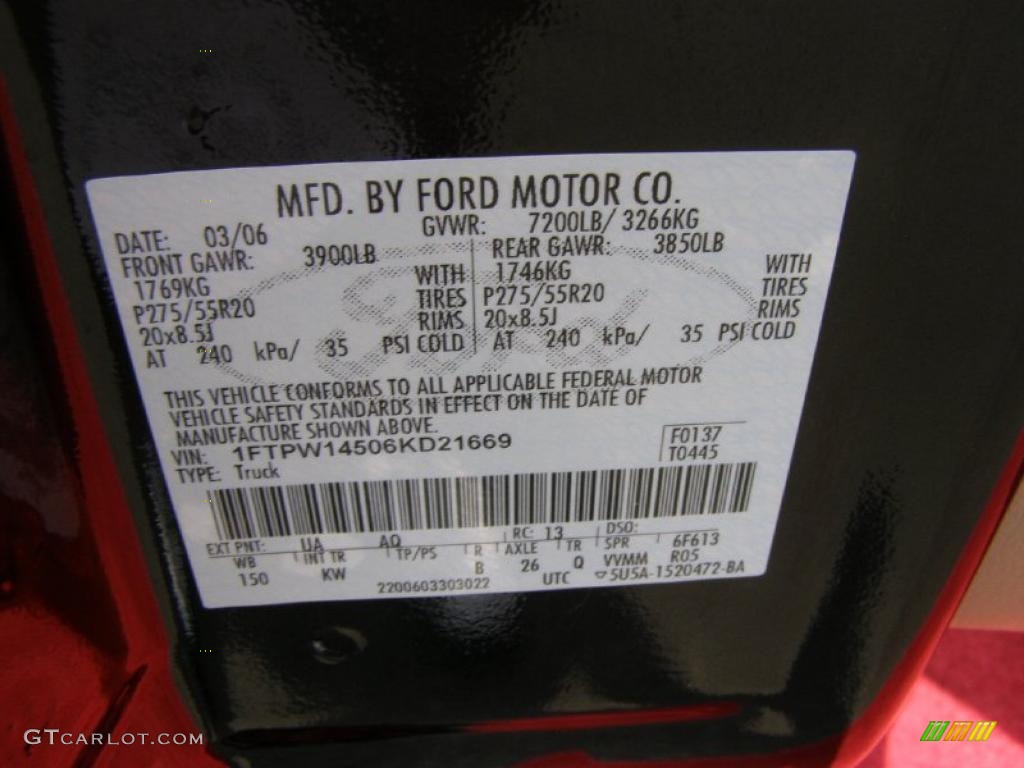 MFD. BY FORD MOTOR CO.
DATE: 03/06 GVWR: 7200LB/ 3266KG
FRONT GAWR: 3900LB REAR GAWR: 3850LB
1769KG WITH 1746KG WITH
P275/55R20 TIRES P275/55R20 TIRES
20x8.5J RIMS 20x8.5J RIMS
AT 240 kPa/ 35 PSI COLD AT 240 kPa/ 35 PSI COLD
THIS VEHICLE CONFORMS TO ALL APPLICABLE FEDERAL MOTOR
VEHICLE SAFETY STANDARDS IN EFFECT ON THE DATE OF
MANUFACTURE SHOWN ABOVE.
VIN: 1FTPW14506KD21669 F0137
TYPE: Truck T0445
EXT PNT: UA AQ RC: 13 DSO:
WB INT TR TP/PS R AXLE TR SPR 6F613
150 KW B 26 Q VVMM R05
2200603303022 UTC 5U5A-1520472-BA
Ford
GTCARLOT.COM